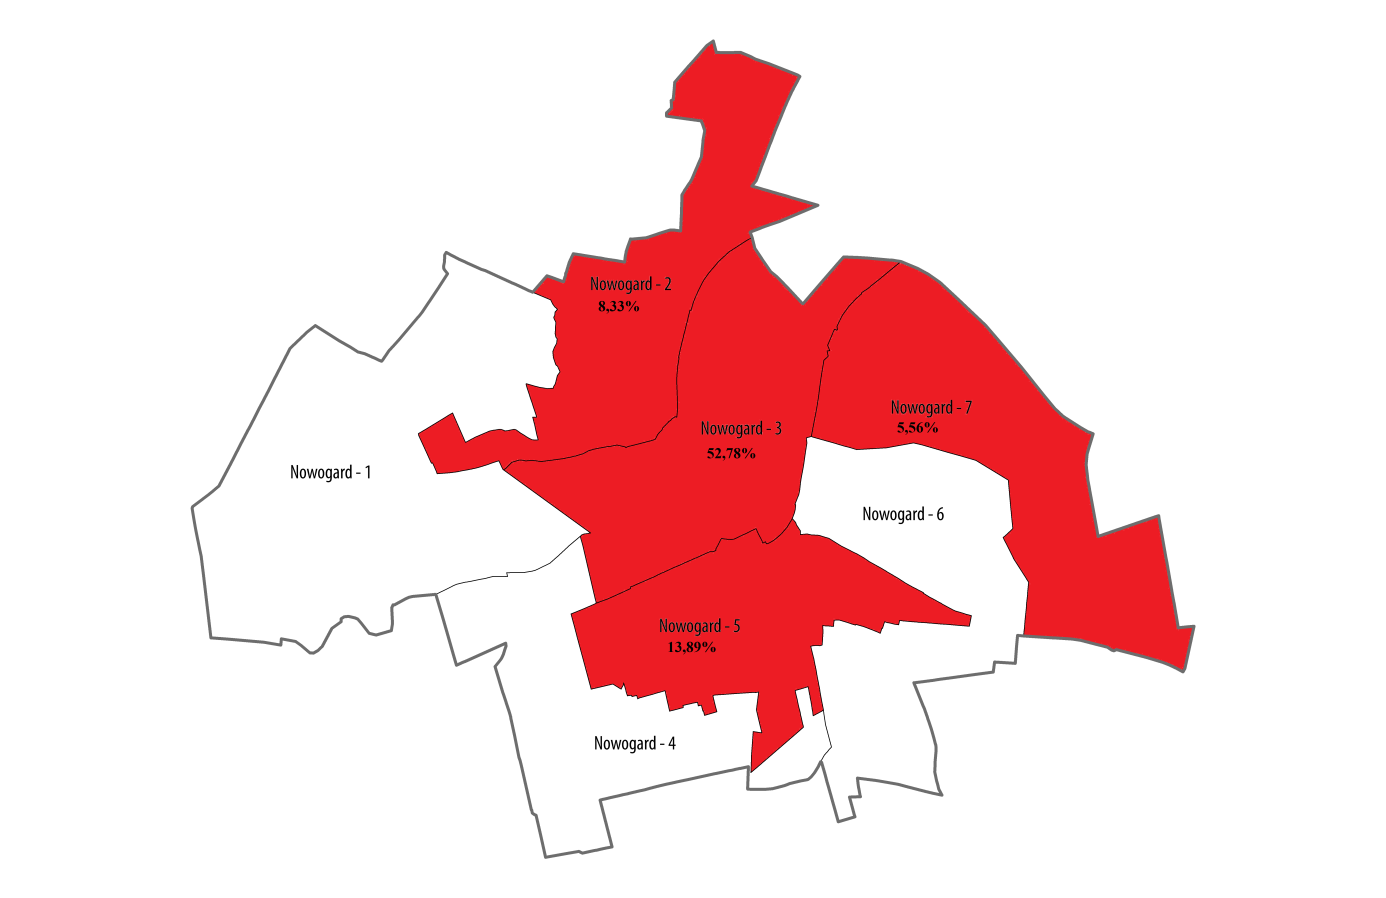 Nowogard - 2
8,33%
Nowogard - 7
5,56%
Nowogard - 3
52,78%
Nowogard - 1
Nowogard - 6
Nowogard - 5
13,89%
Nowogard - 4